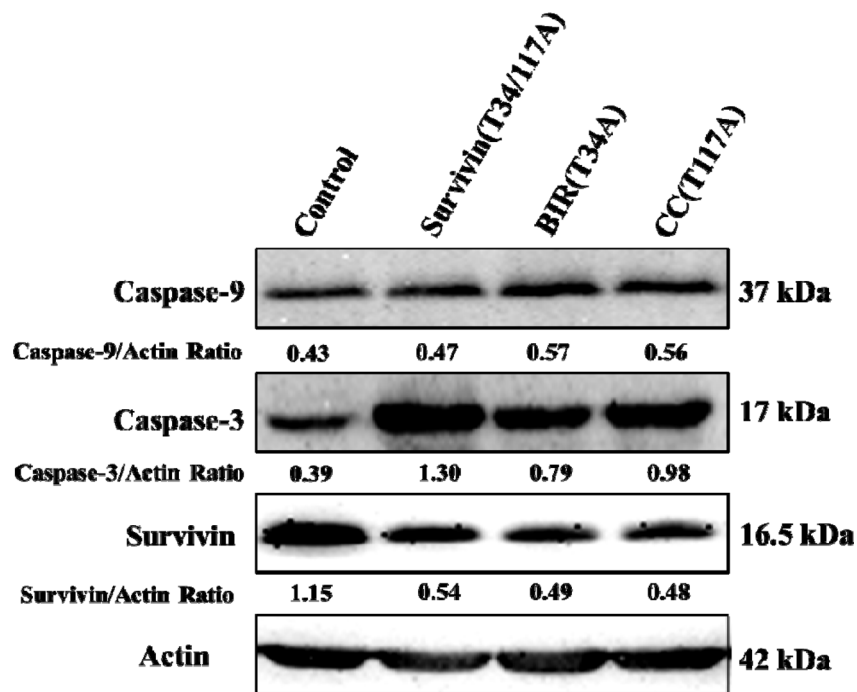 Control
Survivin(T34/117A)
BIR(T34A)
CC(T117A)
Caspase-9
37 kDa
Caspase-9/Actin Ratio
0.43 0.47 0.57 0.56
Caspase-3
17 kDa
Caspase-3/Actin Ratio
0.39 1.30 0.79 0.98
Survivin
16.5 kDa
Survivin/Actin Ratio
1.15 0.54 0.49 0.48
Actin
42 kDa